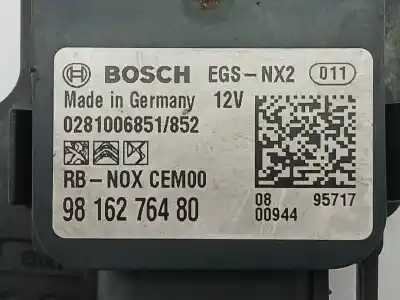 BOSCH EGS-NX2 011
Made in Germany 12V
0281006851/852
RB-NOX CEM00
98 162 764 80
08 95717
00944